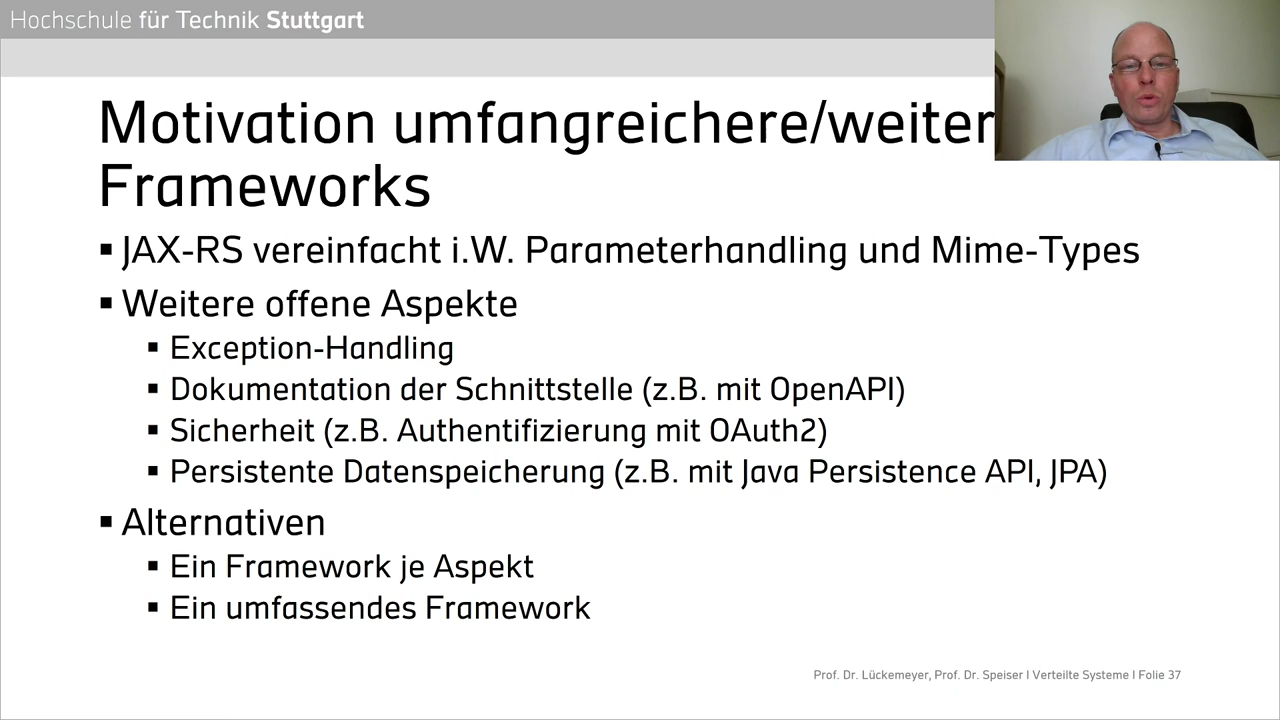 Hochschule für Technik Stuttgart
Motivation umfangreichere/weiter
Frameworks
▪ JAX-RS vereinfacht i.W. Parameterhandling und Mime-Types
▪ Weitere offene Aspekte
▪ Exception-Handling
▪ Dokumentation der Schnittstelle (z.B. mit OpenAPI)
▪ Sicherheit (z.B. Authentifizierung mit OAuth2)
▪ Persistente Datenspeicherung (z.B. mit Java Persistence API, JPA)
▪ Alternativen
▪ Ein Framework je Aspekt
▪ Ein umfassendes Framework
Prof. Dr. Lückemeyer, Prof. Dr. Speiser I Verteilte Systeme I Folie 37